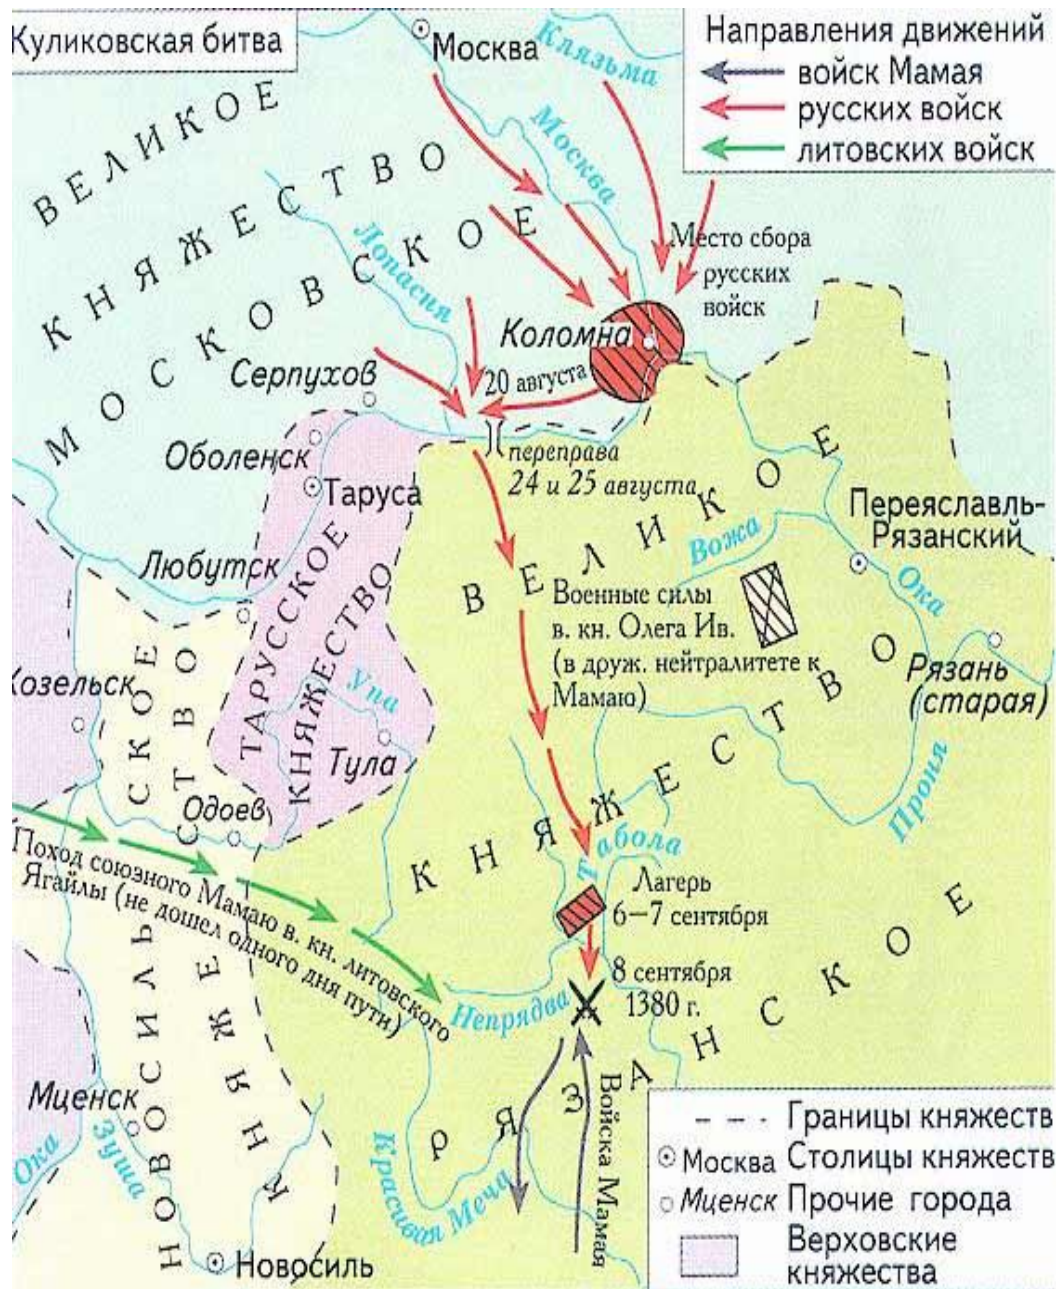 Куликовская битва
Москва
Клязьма
Направления движений
войск Мамая
русских войск
литовских войск
ВЕЛИКОЕ
КНЯЖЕСТВО
МОСКОВСКОЕ
Москва
Лопасня
Место сбора
русских
войск
Коломна
20 августа
Серпухов
Оболенск
Таруса
переправа
24 и 25 августа
Переяславль-
Рязанский
Вожа
Ока
Любутск
ТАРУССКОЕ
КНЯЖЕСТВО
ВЕЛИКОЕ
КНЯЖЕСТВО
РЯЗАНСКОЕ
Военные силы
в. кн. Олега Ив.
(в друж. нейтралитете к
Мамаю)
Рязань
(старая)
Проня
Козельск
Упа
Тула
Одоев
Табола
Лагерь
6–7 сентября
Поход союзного Мамаю в. кн. литовского
Ягайлы (не дошел одного дня пути)
8 сентября
1380 г.
Непрядва
Войска Мамая
Красивая Меча
Мценск
Зуша
Ока
НОВОСИЛЬСКОЕ
КНЯЖЕСТВО
Новосиль
Границы княжеств
Москва Столицы княжеств
Мценск Прочие города
Верховские
княжества